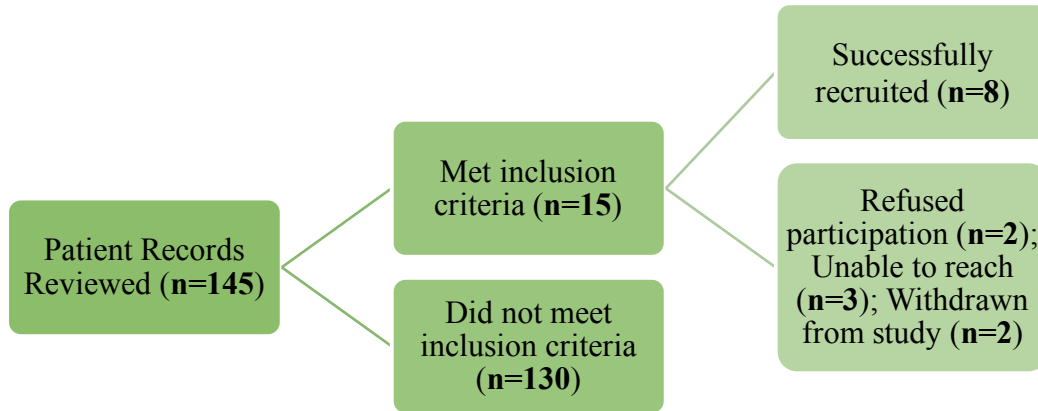 Patient Records
Reviewed (n=145)
Met inclusion
criteria (n=15)
Did not meet
inclusion criteria
(n=130)
Successfully
recruited (n=8)
Refused
participation (n=2);
Unable to reach
(n=3); Withdrawn
from study (n=2)